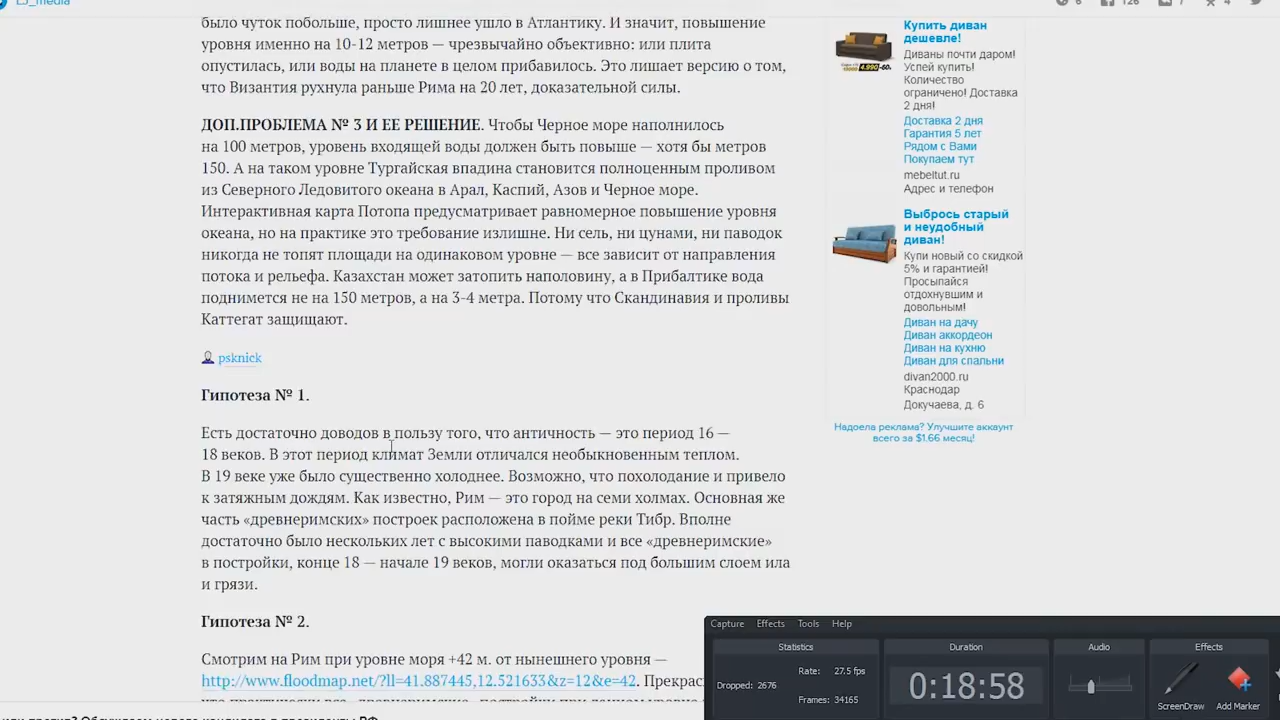 LJ_media
6
126
7
4
было чуток побольше, просто лишнее ушло в Атлантику. И значит, повышение
уровня именно на 10-12 метров — чрезвычайно объективно: или плита
опустилась, или воды на планете в целом прибавилось. Это лишает версию о том,
что Византия рухнула раньше Рима на 20 лет, доказательной силы.
ДОП.ПРОБЛЕМА № 3 И ЕЕ РЕШЕНИЕ. Чтобы Черное море наполнилось
на 100 метров, уровень входящей воды должен быть повыше — хотя бы метров
150. А на таком уровне Тургайская впадина становится полноценным проливом
из Северного Ледовитого океана в Арал, Каспий, Азов и Черное море.
Интерактивная карта Потопа предусматривает равномерное повышение уровня
океана, но на практике это требование излишне. Ни сель, ни цунами, ни паводок
никогда не топят площади на одинаковом уровне — все зависит от направления
потока и рельефа. Казахстан может затопить наполовину, а в Прибалтике вода
поднимется не на 150 метров, а на 3-4 метра. Потому что Скандинавия и проливы
Каттегат защищают.
psknick
Гипотеза № 1.
Есть достаточно доводов в пользу того, что античность — это период 16 —
18 веков. В этот период климат Земли отличался необыкновенным теплом.
В 19 веке уже было существенно холоднее. Возможно, что похолодание и привело
к затяжным дождям. Как известно, Рим — это город на семи холмах. Основная же
часть «древнеримских» построек расположена в пойме реки Тибр. Вполне
достаточно было нескольких лет с высокими паводками и все «древнеримские»
в постройки, конце 18 — начале 19 веков, могли оказаться под большим слоем ила
и грязи.
Гипотеза № 2.
Смотрим на Рим при уровне моря +42 м. от нынешнего уровня —
http://www.floodmap.net/?ll=41.887445,12.521633&z=12&e=42. Прекрас
Купить диван
дешевле!
Диваны почти даром!
Успей купить!
Количество
ограничено! Доставка
2 дня!
Доставка 2 дня
Гарантия 5 лет
Рядом с Вами
Покупаем тут
mebeltut.ru
Адрес и телефон
4.990 -60%
Выбрось старый
и неудобный
диван!
Купи новый со скидкой
5% и гарантией!
Просыпайся
отдохнувшим и
довольным!
Диван на дачу
Диван аккордеон
Диван на кухню
Диван для спальни
divan2000.ru
Краснодар
Докучаева, д. 6
Надоела реклама? Улучшите аккаунт
всего за $1.66 месяц!
Capture Effects Tools Help
Statistics
Duration
Audio
Effects
Dropped: 2676
Rate: 27.5 fps
Frames: 34165
0:18:58
ScreenDraw
Add Marker